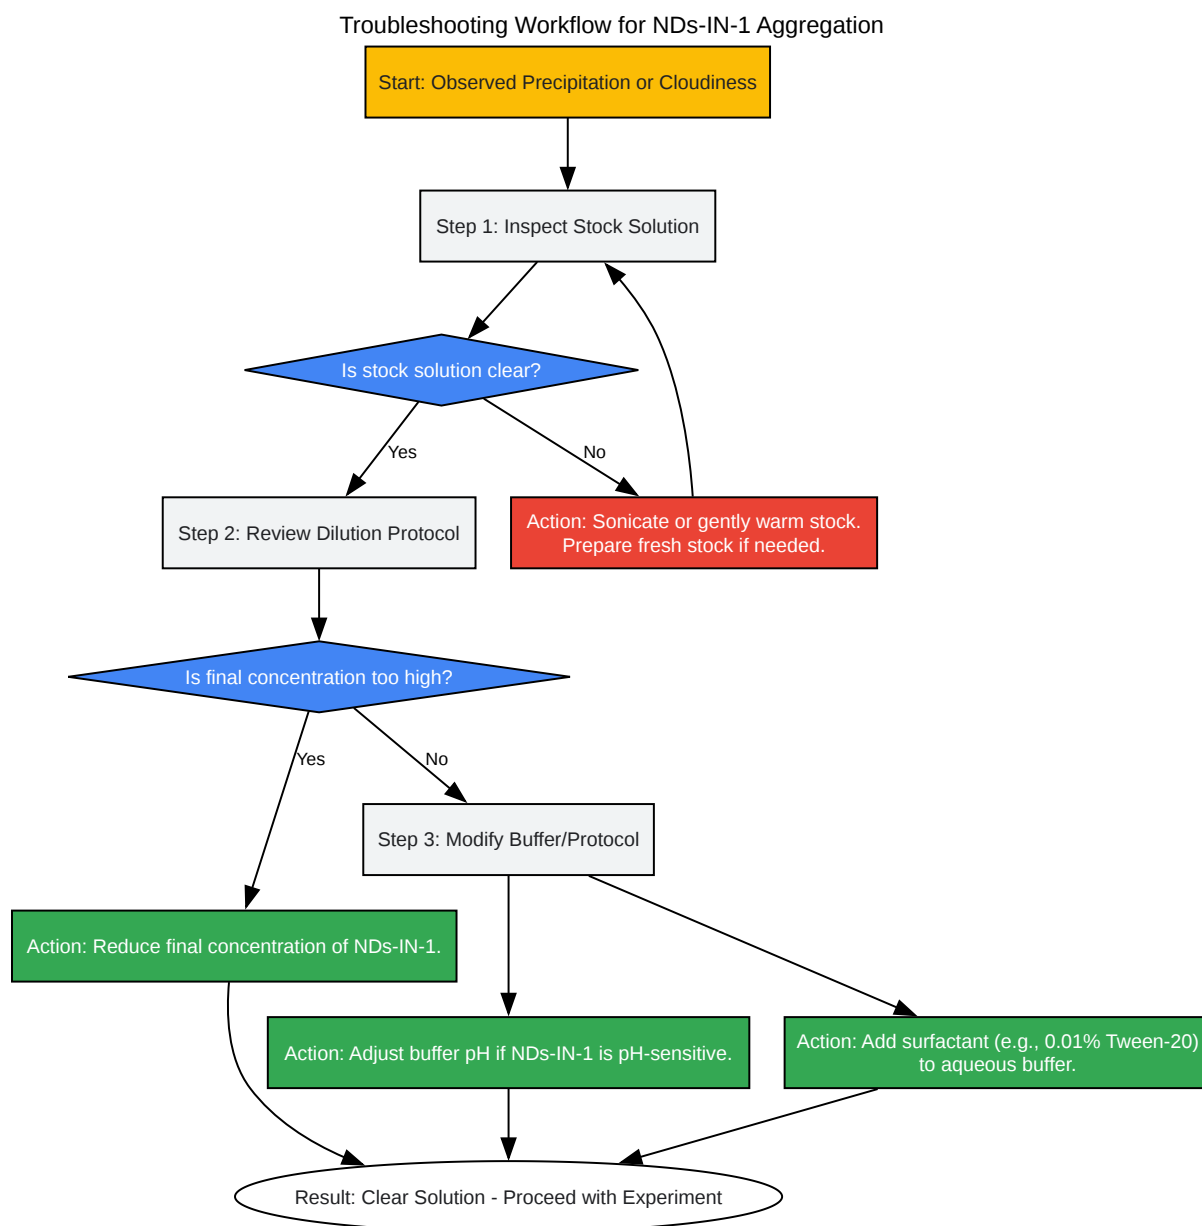 Troubleshooting Workflow for NDs-IN-1 Aggregation
Start: Observed Precipitation or Cloudiness
Step 1: Inspect Stock Solution
Is stock solution clear?
Yes
No
Step 2: Review Dilution Protocol
Action: Sonicate or gently warm stock.
Prepare fresh stock if needed.
Is final concentration too high?
Yes
No
Step 3: Modify Buffer/Protocol
Action: Reduce final concentration of NDs-IN-1.
Action: Adjust buffer pH if NDs-IN-1 is pH-sensitive.
Action: Add surfactant (e.g., 0.01% Tween-20)
to aqueous buffer.
Result: Clear Solution - Proceed with Experiment